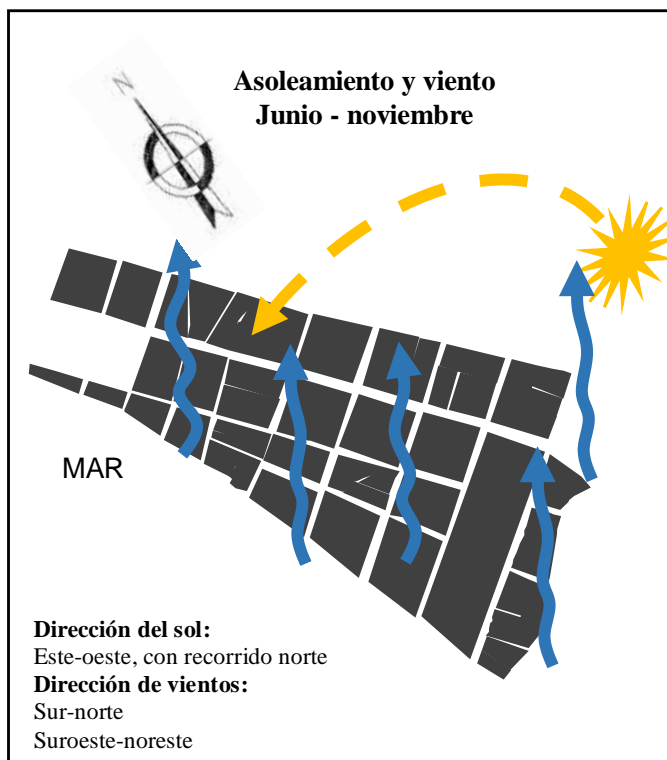 Asoleamiento y viento
Junio - noviembre
N
MAR
Dirección del sol:
Este-oeste, con recorrido norte
Dirección de vientos:
Sur-norte
Suroeste-noreste